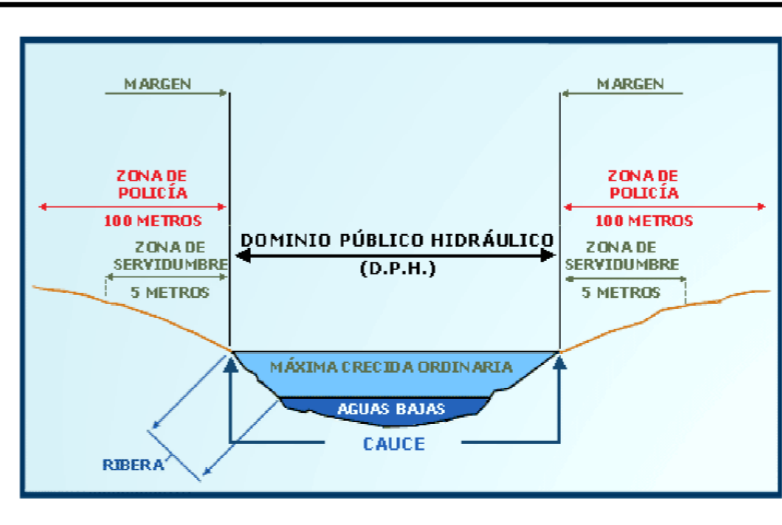 MARGEN
MARGEN
ZONA DE
POLICÍA
100 METROS
ZONA DE
POLICÍA
100 METROS
DOMINIO PÚBLICO HIDRÁULICO
(D.P.H.)
ZONA DE
SERVIDUMBRE
5 METROS
ZONA DE
SERVIDUMBRE
5 METROS
MÁXIMA CRECIDA ORDINARIA
AGUAS BAJAS
CAUCE
RIBERA